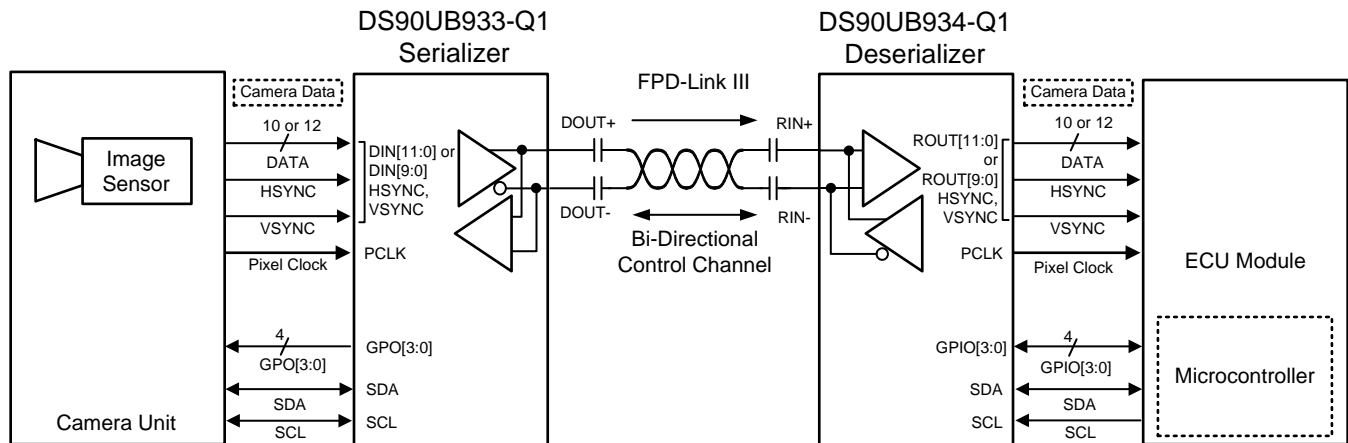 DS90UB933-Q1
Serializer
DS90UB934-Q1
Deserializer
Camera Data
FPD-Link III
Camera Data
Image
Sensor
10 or 12
DATA
HSYNC
VSYNC
Pixel Clock
DIN[11:0] or
DIN[9:0]
HSYNC,
VSYNC
PCLK
DOUT+
DOUT-
RIN+
RIN-
Bi-Directional
Control Channel
ROUT[11:0]
or
ROUT[9:0]
HSYNC,
VSYNC
PCLK
10 or 12
DATA
HSYNC
VSYNC
Pixel Clock
ECU Module
4
GPO[3:0]
SDA
SCL
GPO[3:0]
SDA
SCL
Camera Unit
GPIO[3:0]
SDA
SCL
4
GPIO[3:0]
SDA
SCL
Microcontroller